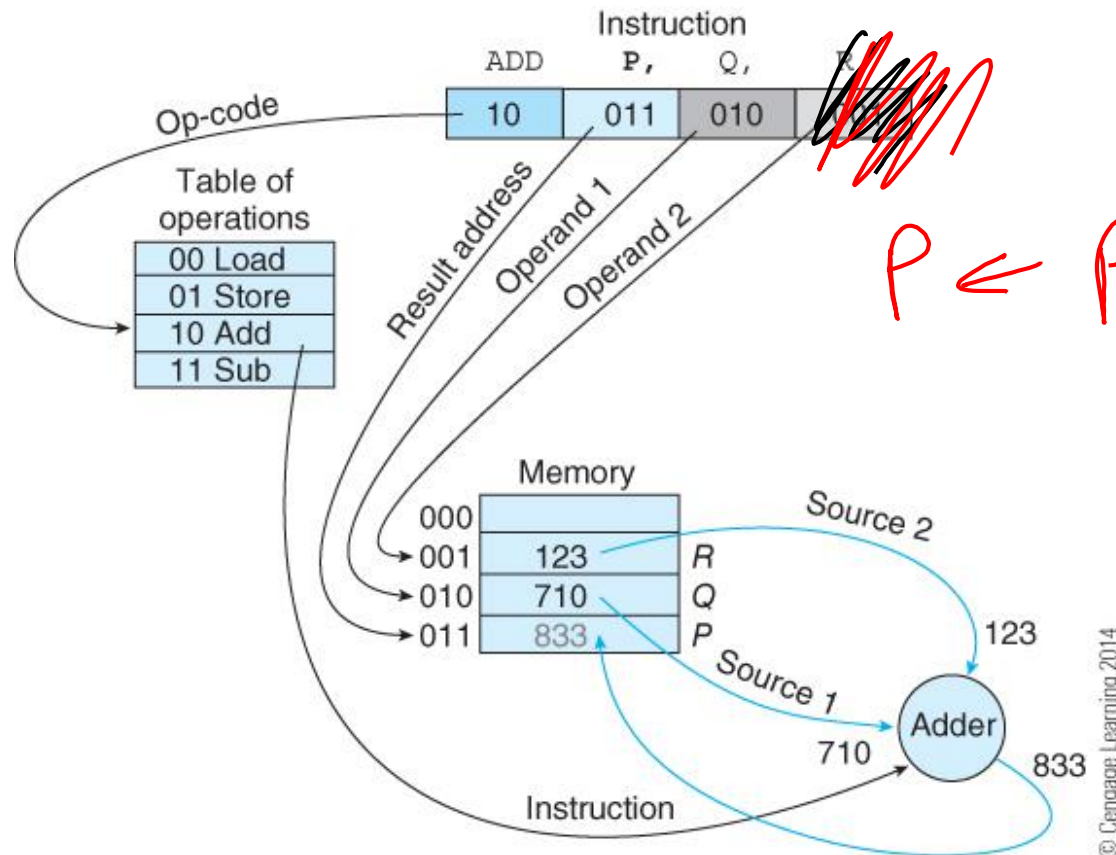 Instruction
ADD P, Q, R
10 011 010
Op-code
Table of
operations
00 Load
01 Store
10 Add
11 Sub
Result address
Operand 1
Operand 2
P ←
Memory
000
001 123 R
010 710 Q
011 833 P
Source 2
123
Source 1
710
Adder
833
Instruction
© Cengage Learning 2014